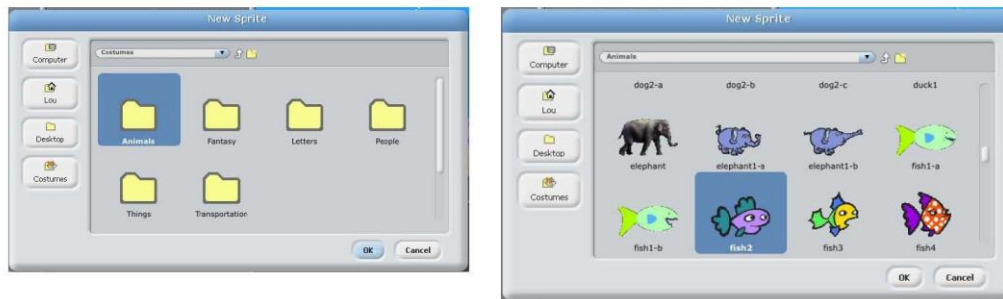 New Sprite
Computer
Costumes
Lou
Desktop
Costumes
Animals
Fantasy
Letters
People
Things
Transportation
OK
Cancel
New Sprite
Computer
Animals
Lou
Desktop
Costumes
dog2-a
dog2-b
dog2-c
duck1
elephant
elephant1-a
elephant1-b
fish1-a
fish1-b
fish2
fish3
fish4
OK
Cancel